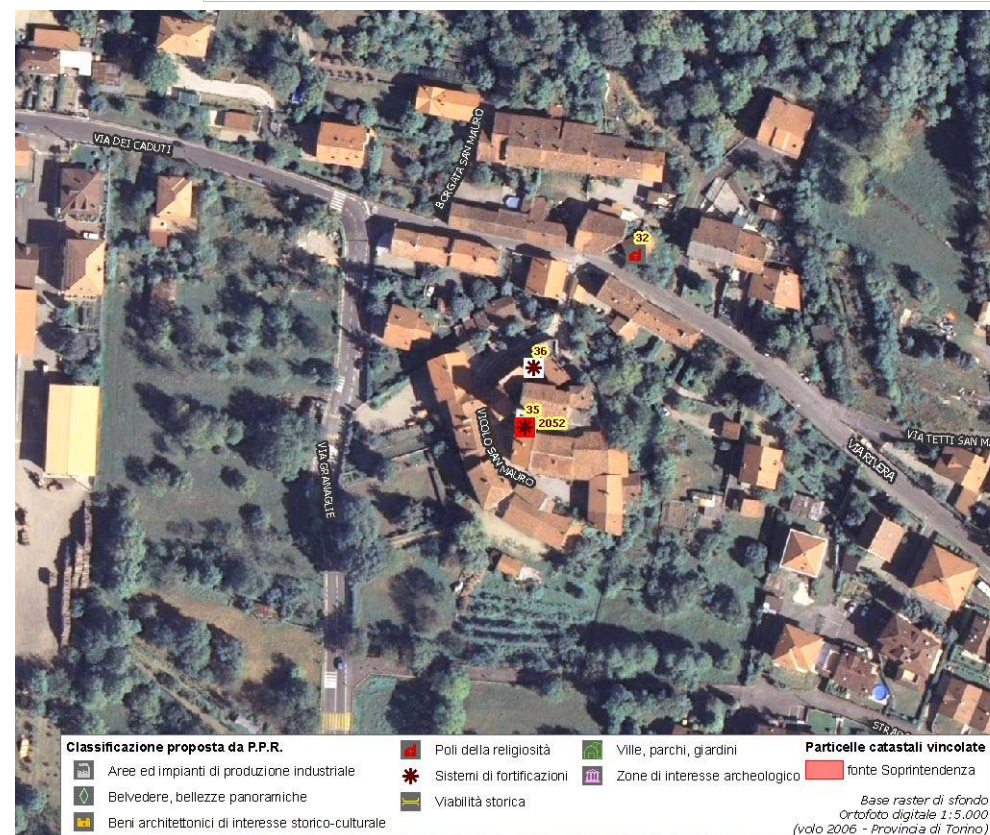 VIA DEI CADUTI
BORGATA SAN MAURO
32
36
35
2052
VICOLO SAN MAURO
VIA GRANAGLIE
VIA TETTI SAN MA
VIA RIVERA
STRAD
Classificazione proposta da P.P.R.
Aree ed impianti di produzione industriale
Belvedere, bellezze panoramiche
Beni architettonici di interesse storico-culturale
Poli della religiosità
Sistemi di fortificazioni
Viabilità storica
Ville, parchi, giardini
Zone di interesse archeologico
Particelle catastali vincolate
fonte Soprintendenza
Base raster di sfondo
Ortofoto digitale 1:5.000
(volo 2006 - Provincia di Torino)